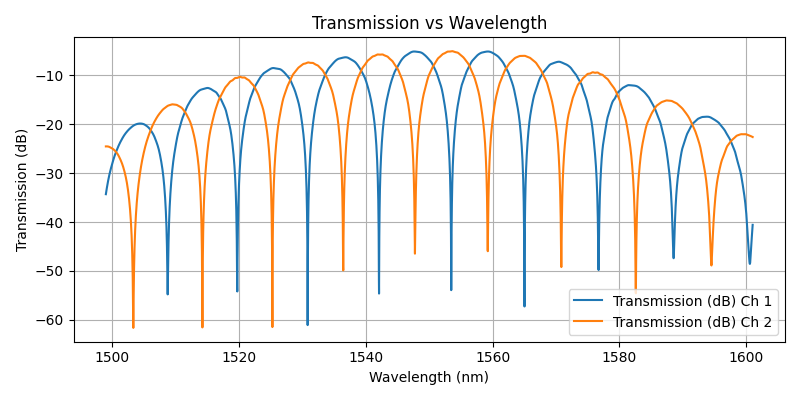 Transmission vs Wavelength
Transmission (dB)
−10
−20
−30
−40
−50
−60
Transmission (dB) Ch 1
Transmission (dB) Ch 2
1500
1520
1540
1560
1580
1600
Wavelength (nm)